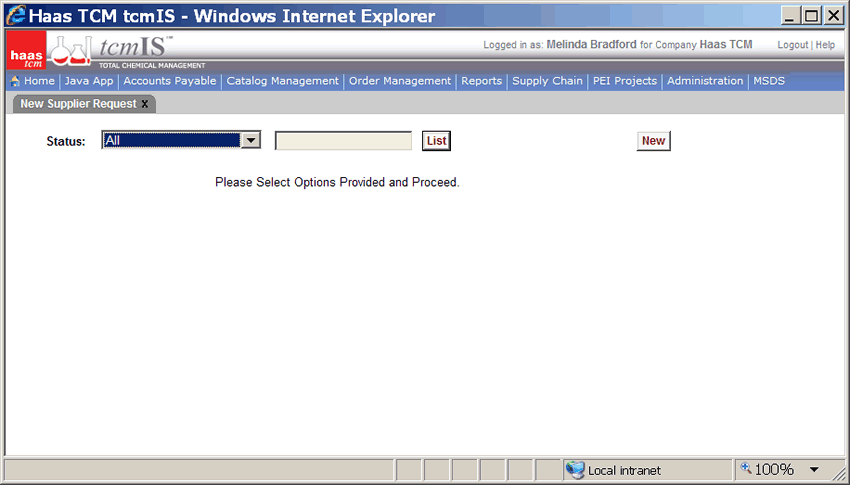 Haas TCM tcmIS - Windows Internet Explorer
haas tcm
tcmIS™
TOTAL CHEMICAL MANAGEMENT
Logged in as: Melinda Bradford for Company Haas TCM
Logout | Help
Home | Java App | Accounts Payable | Catalog Management | Order Management | Reports | Supply Chain | PEI Projects | Administration | MSDS
New Supplier Request x
Status: All List New
Please Select Options Provided and Proceed.
Local intranet 100%